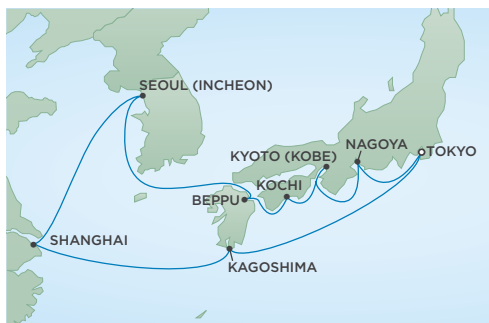 SEOUL (INCHEON)
KYOTO (KOBE)
NAGOYA
TOKYO
KOCHI
BEPPU
SHANGHAI
KAGOSHIMA